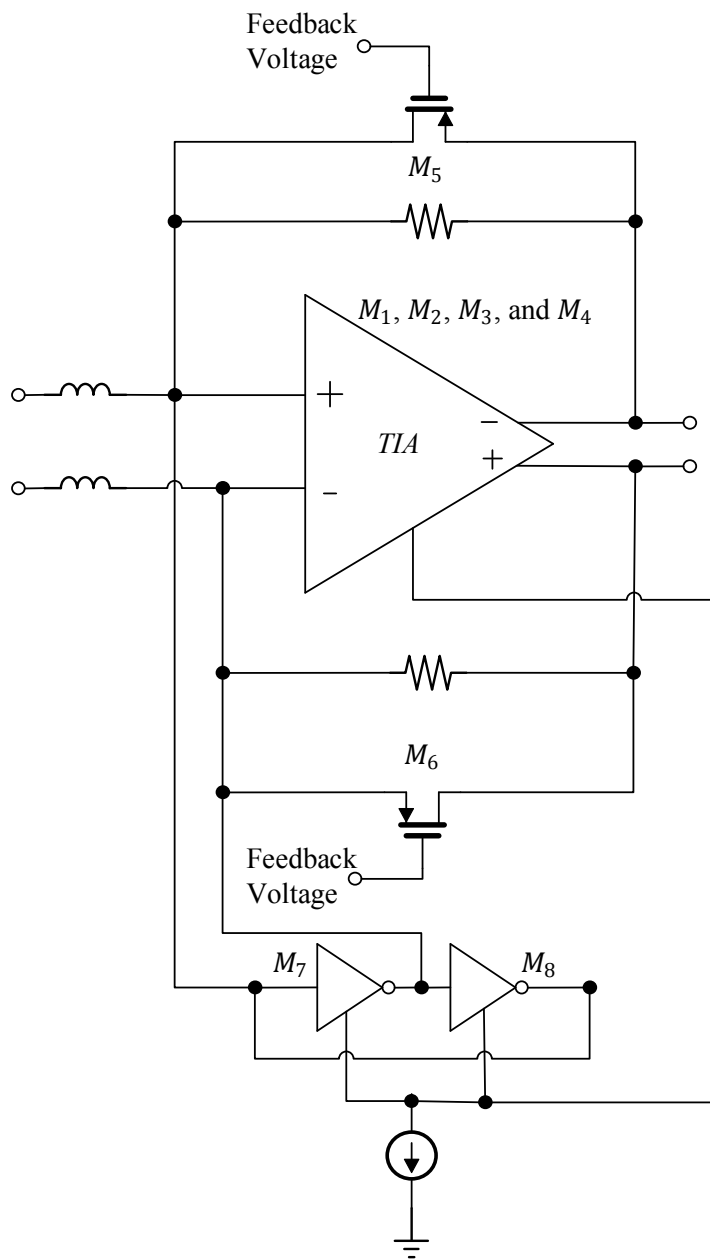 Feedback
Voltage
M₅
M₁, M₂, M₃, and M₄
+
−
TIA
+
-
M₆
Feedback
Voltage
M₇
M₈